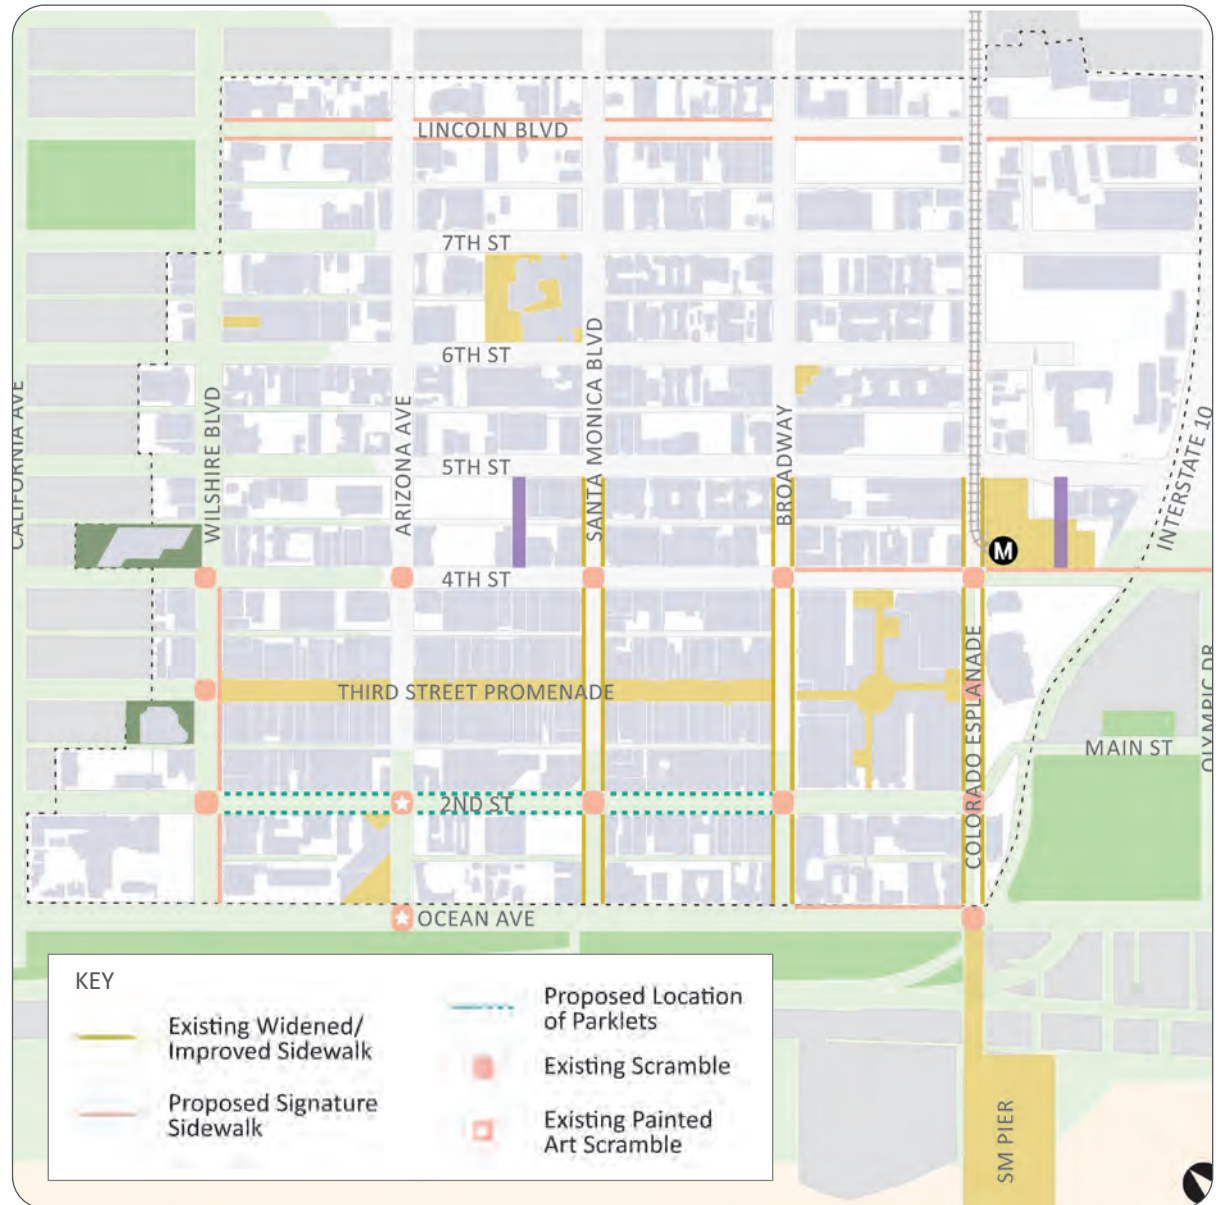 LINCOLN BLVD
7TH ST
6TH ST
5TH ST
4TH ST
CALIFORNIA AVE
WILSHIRE BLVD
ARIZONA AVE
SANTA MONICA BLVD
BROADWAY
INTERSTATE 10
M
THIRD STREET PROMENADE
COLORADO ESPLANADE
OLYMPIC DR
MAIN ST
2ND ST
OCEAN AVE
KEY
Existing Widened/
Improved Sidewalk
Proposed Signature
Sidewalk
Proposed Location
of Parklets
Existing Scramble
Existing Painted
Art Scramble
SM PIER